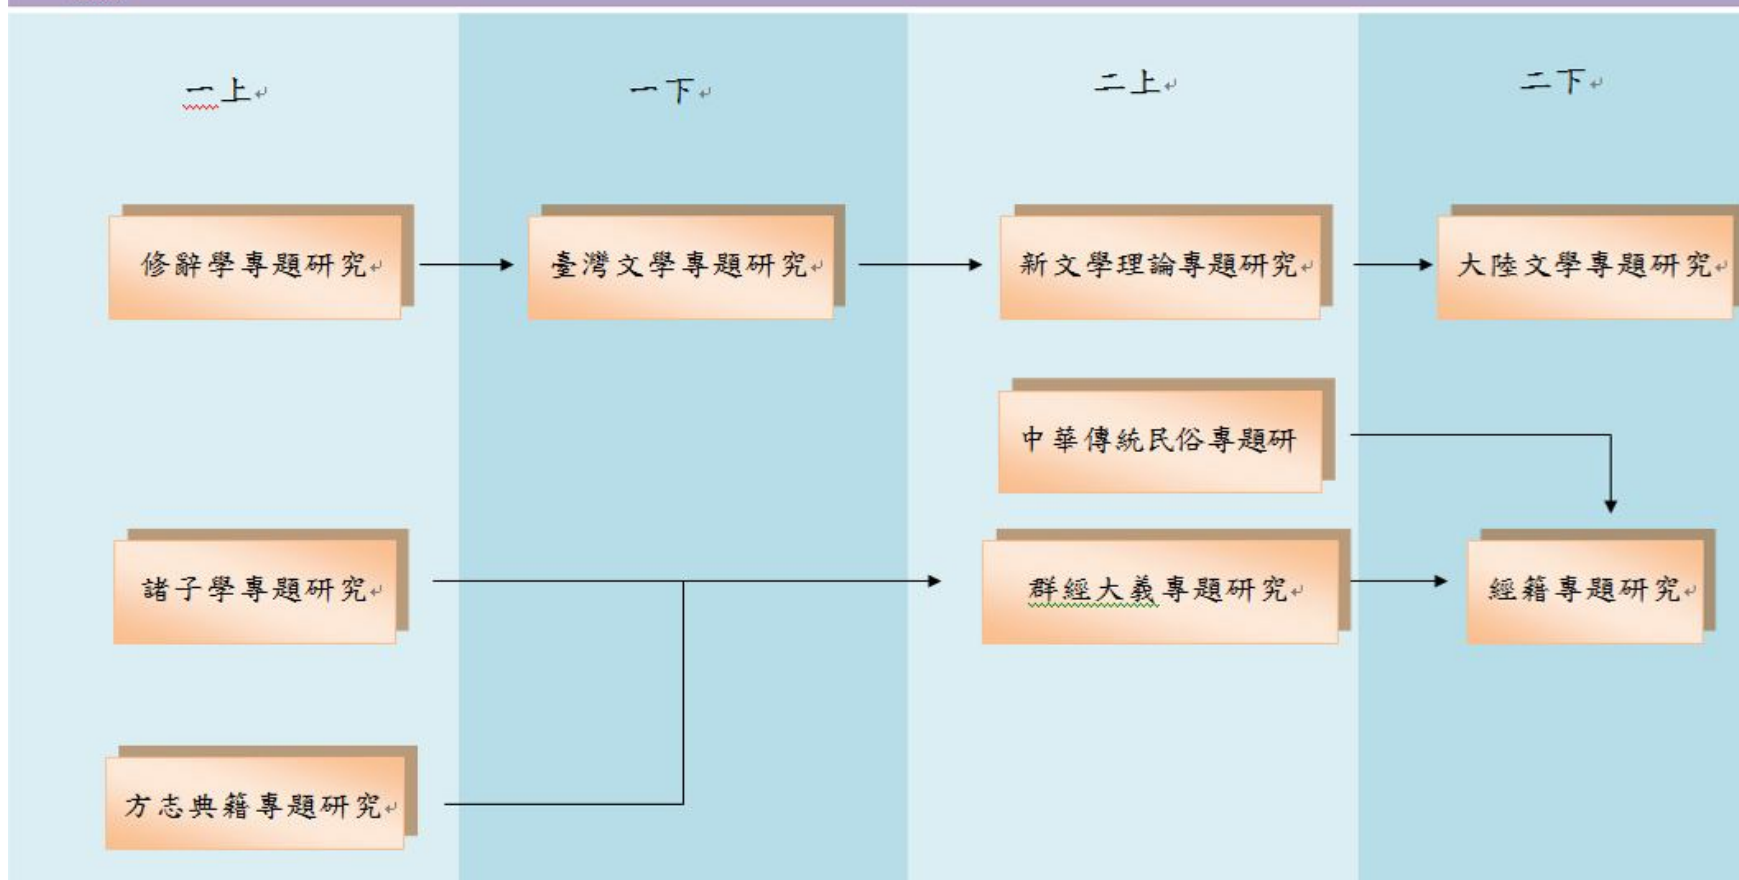 一上
一下
二上
二下
修辭學專題研究
臺灣文學專題研究
新文學理論專題研究
大陸文學專題研究
中華傳統民俗專題研
諸子學專題研究
群經大義專題研究
經籍專題研究
方志典籍專題研究